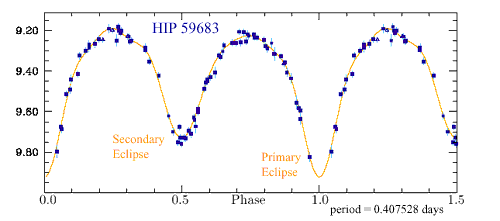 HIP 59683
9.20
9.40
9.60
9.80
Secondary
Eclipse
Primary
Eclipse
0.0 0.5 Phase 1.0 1.5
period = 0.407528 days